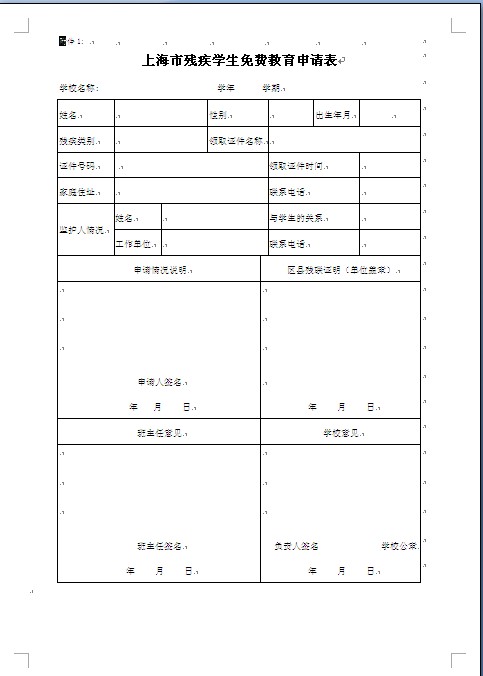 附件1:
上海市残疾学生免费教育申请表
学校名称: 学年 学期
姓名 性别 出生年月
残疾类别 领取证件名称
证件号码 领取证件时间
家庭住址 联系电话
监护人情况 姓名 与学生的关系
工作单位 联系电话
申请情况说明 区县残联证明(单位盖章)
申请人签名
年 月 日 年 月 日
班主任意见 学校意见
班主任签名 负责人签名 学校公章
年 月 日 年 月 日